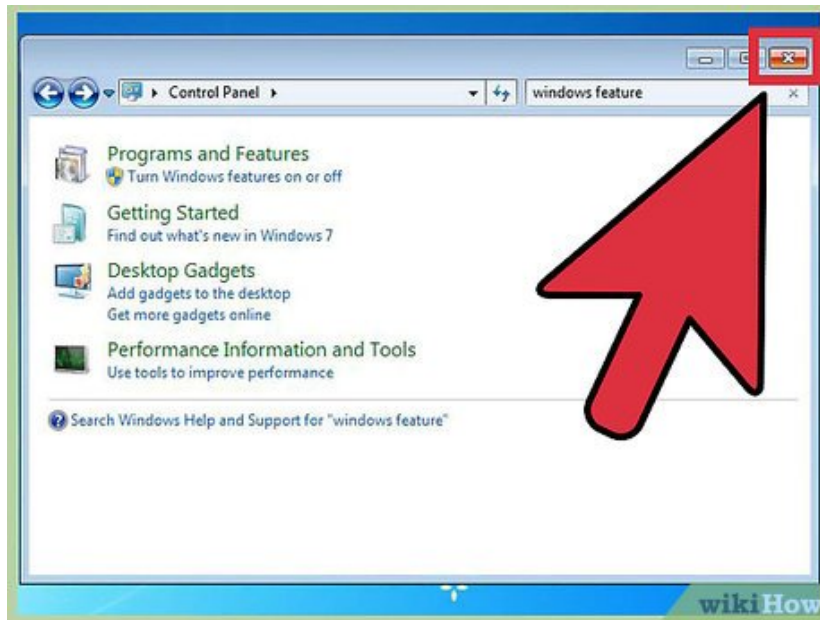 Control Panel
windows feature
Programs and Features
Turn Windows features on or off
Getting Started
Find out what's new in Windows 7
Desktop Gadgets
Add gadgets to the desktop
Get more gadgets online
Performance Information and Tools
Use tools to improve performance
Search Windows Help and Support for "windows feature"
wikiHow